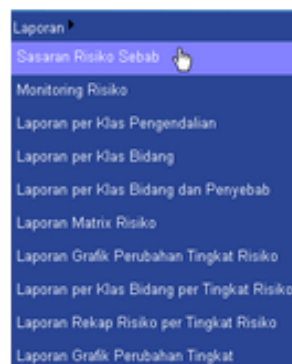 Laporan
Sasaran Risiko Sebab
Monitoring Risiko
Laporan per Klas Pengendalian
Laporan per Klas Bidang
Laporan per Klas Bidang dan Penyebab
Laporan Matrix Risiko
Laporan Grafik Perubahan Tingkat Risiko
Laporan per Klas Bidang per Tingkat Risiko
Laporan Rekap Risiko per Tingkat Risiko
Laporan Grafik Perubahan Tingkat